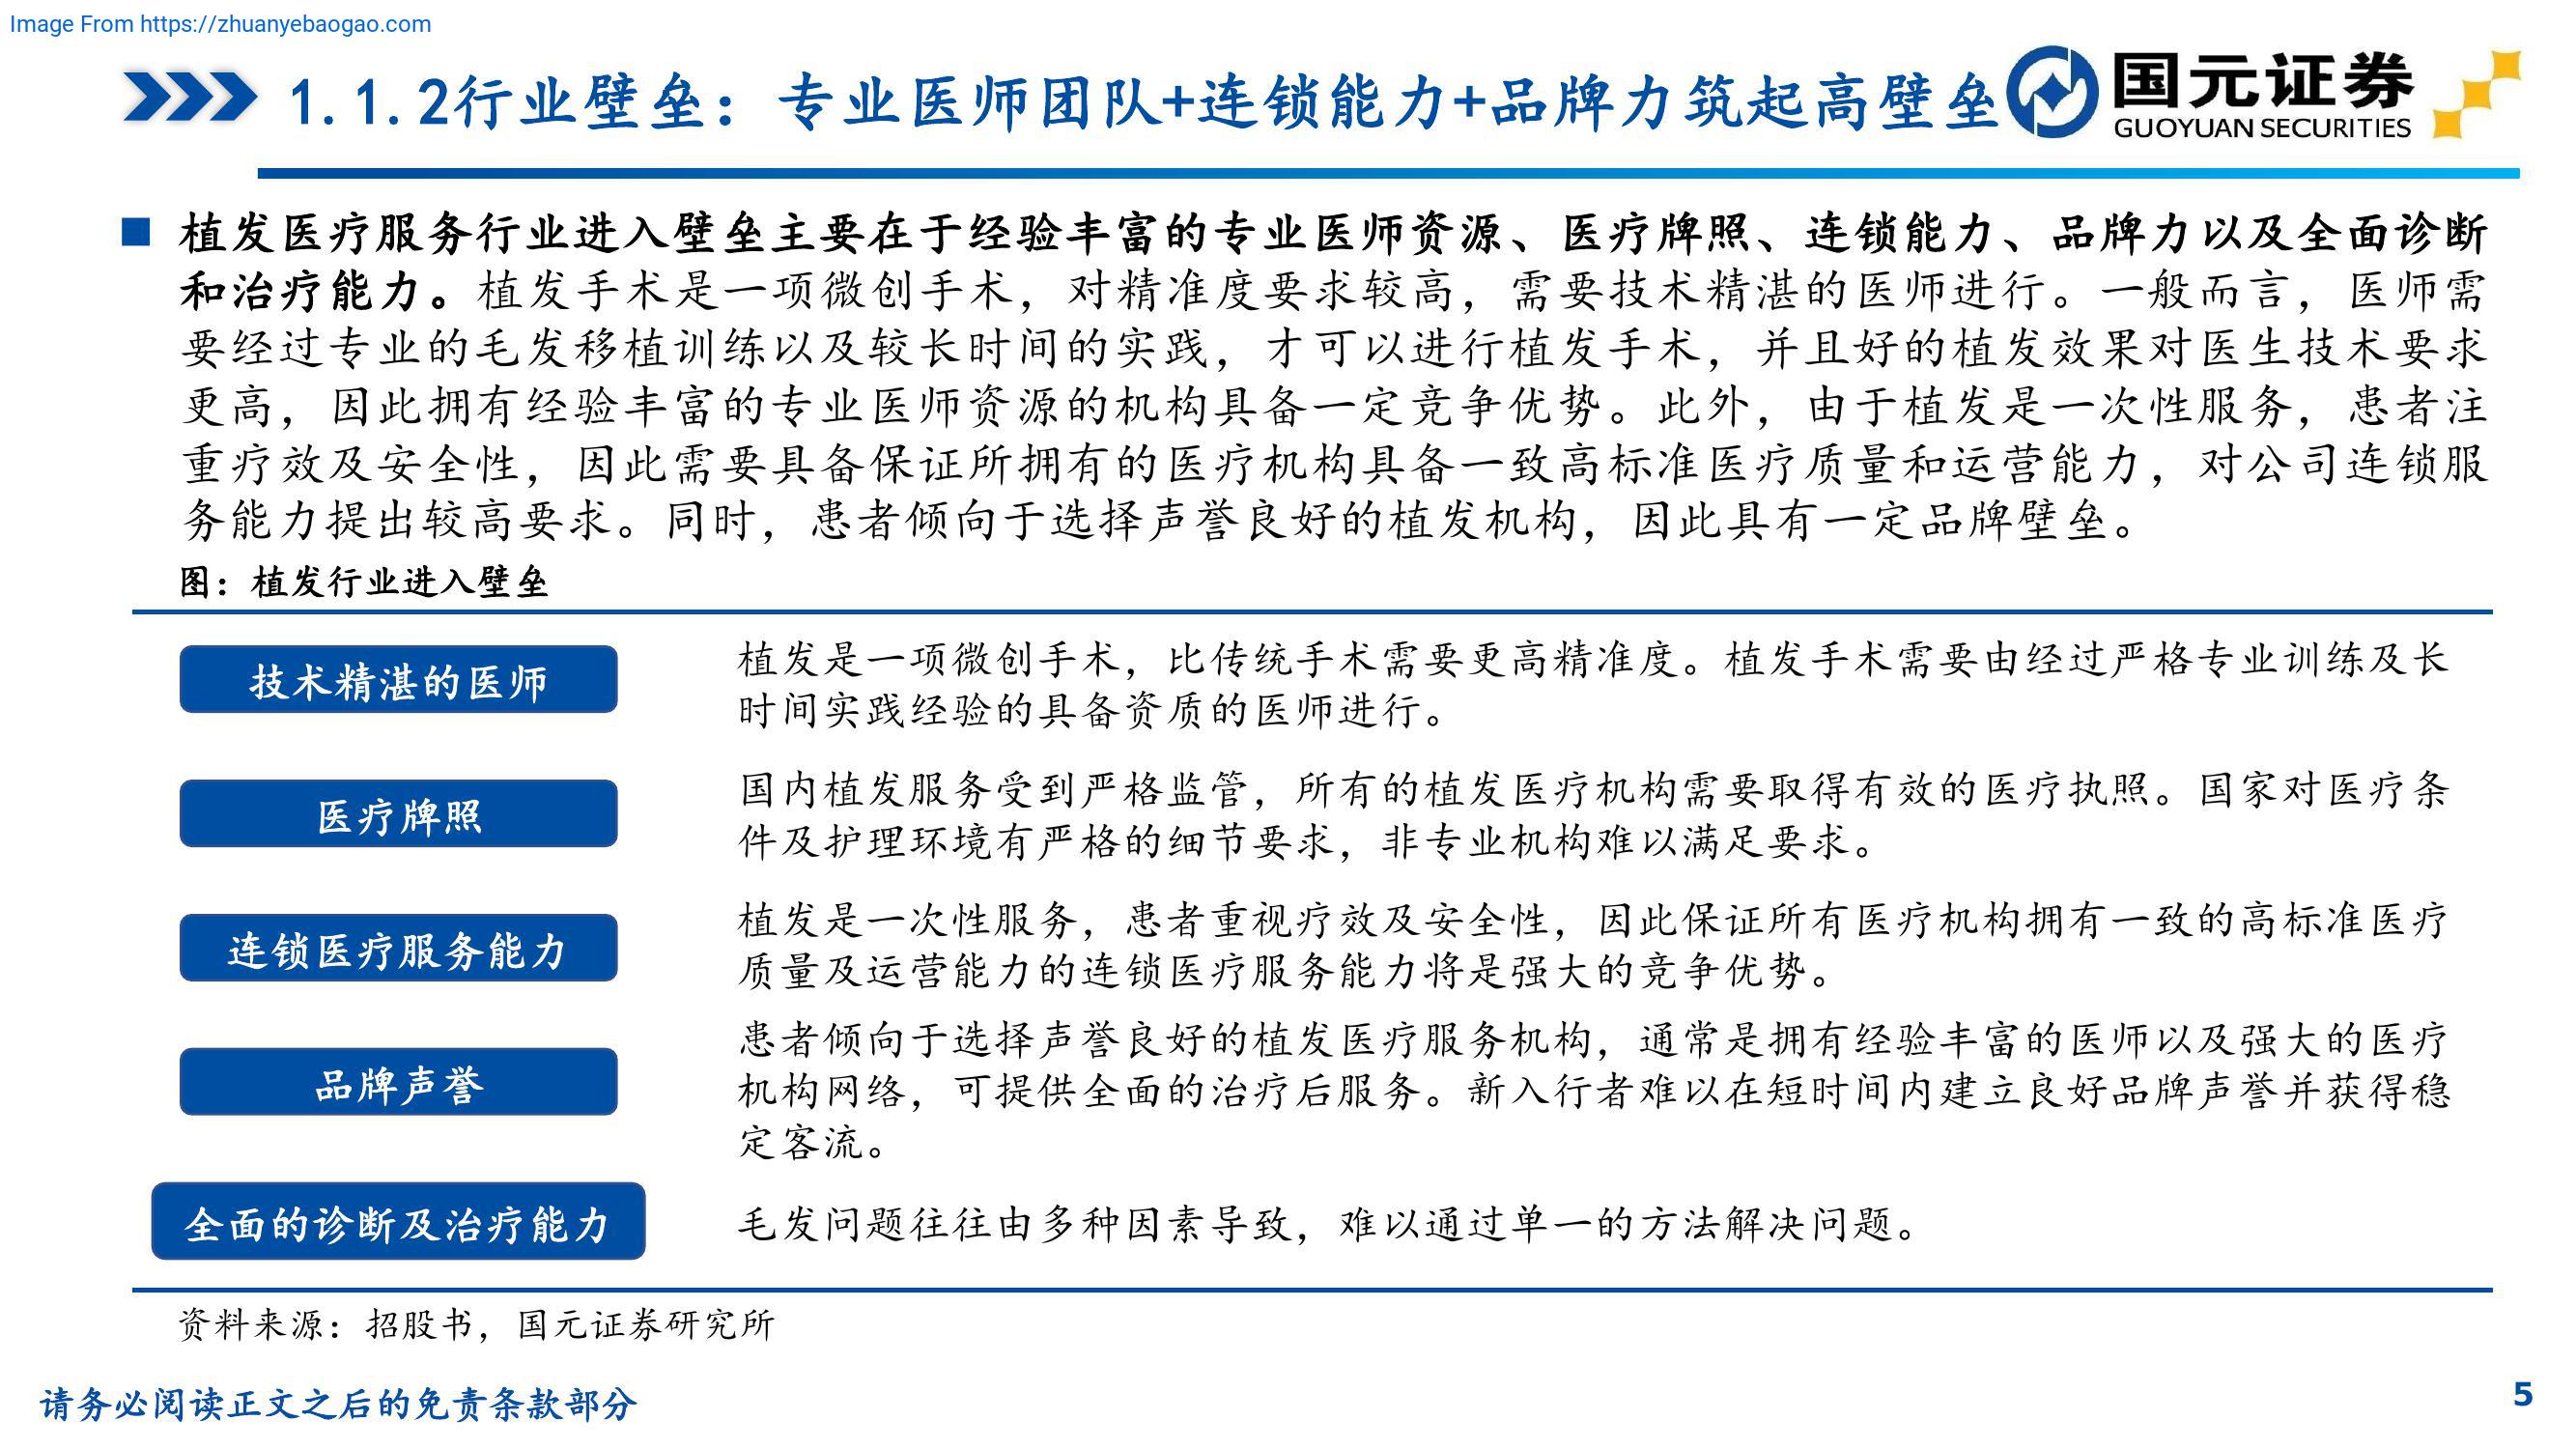 Image From https://zhuanyebaogao.com
1.1.2行业壁垒：专业医师团队+连锁能力+品牌力筑起高壁垒
国元证券
GUOYUAN SECURITIES
植发医疗服务行业进入壁垒主要在于经验丰富的专业医师资源、医疗牌照、连锁能力、品牌力以及全面诊断
和治疗能力。植发手术是一项微创手术，对精准度要求较高，需要技术精湛的医师进行。一般而言，医师需
要经过专业的毛发移植训练以及较长时间的实践，才可以进行植发手术，并且好的植发效果对医生技术要求
更高，因此拥有经验丰富的专业医师资源的机构具备一定竞争优势。此外，由于植发是一次性服务，患者注
重疗效及安全性，因此需要具备保证所拥有的医疗机构具备一致高标准医疗质量和运营能力，对公司连锁服
务能力提出较高要求。同时，患者倾向于选择声誉良好的植发机构，因此具有一定品牌壁垒。
图：植发行业进入壁垒
技术精湛的医师
植发是一项微创手术，比传统手术需要更高精准度。植发手术需要由经过严格专业训练及长
时间实践经验的具备资质的医师进行。
医疗牌照
国内植发服务受到严格监管，所有的植发医疗机构需要取得有效的医疗执照。国家对医疗条
件及护理环境有严格的细节要求，非专业机构难以满足要求。
连锁医疗服务能力
植发是一次性服务，患者重视疗效及安全性，因此保证所有医疗机构拥有一致的高标准医疗
质量及运营能力的连锁医疗服务能力将是强大的竞争优势。
品牌声誉
患者倾向于选择声誉良好的植发医疗服务机构，通常是拥有经验丰富的医师以及强大的医疗
机构网络，可提供全面的治疗后服务。新入行者难以在短时间内建立良好品牌声誉并获得稳
定客流。
全面的诊断及治疗能力
毛发问题往往由多种因素导致，难以通过单一的方法解决问题。
资料来源：招股书，国元证券研究所
请务必阅读正文之后的免责条款部分
5